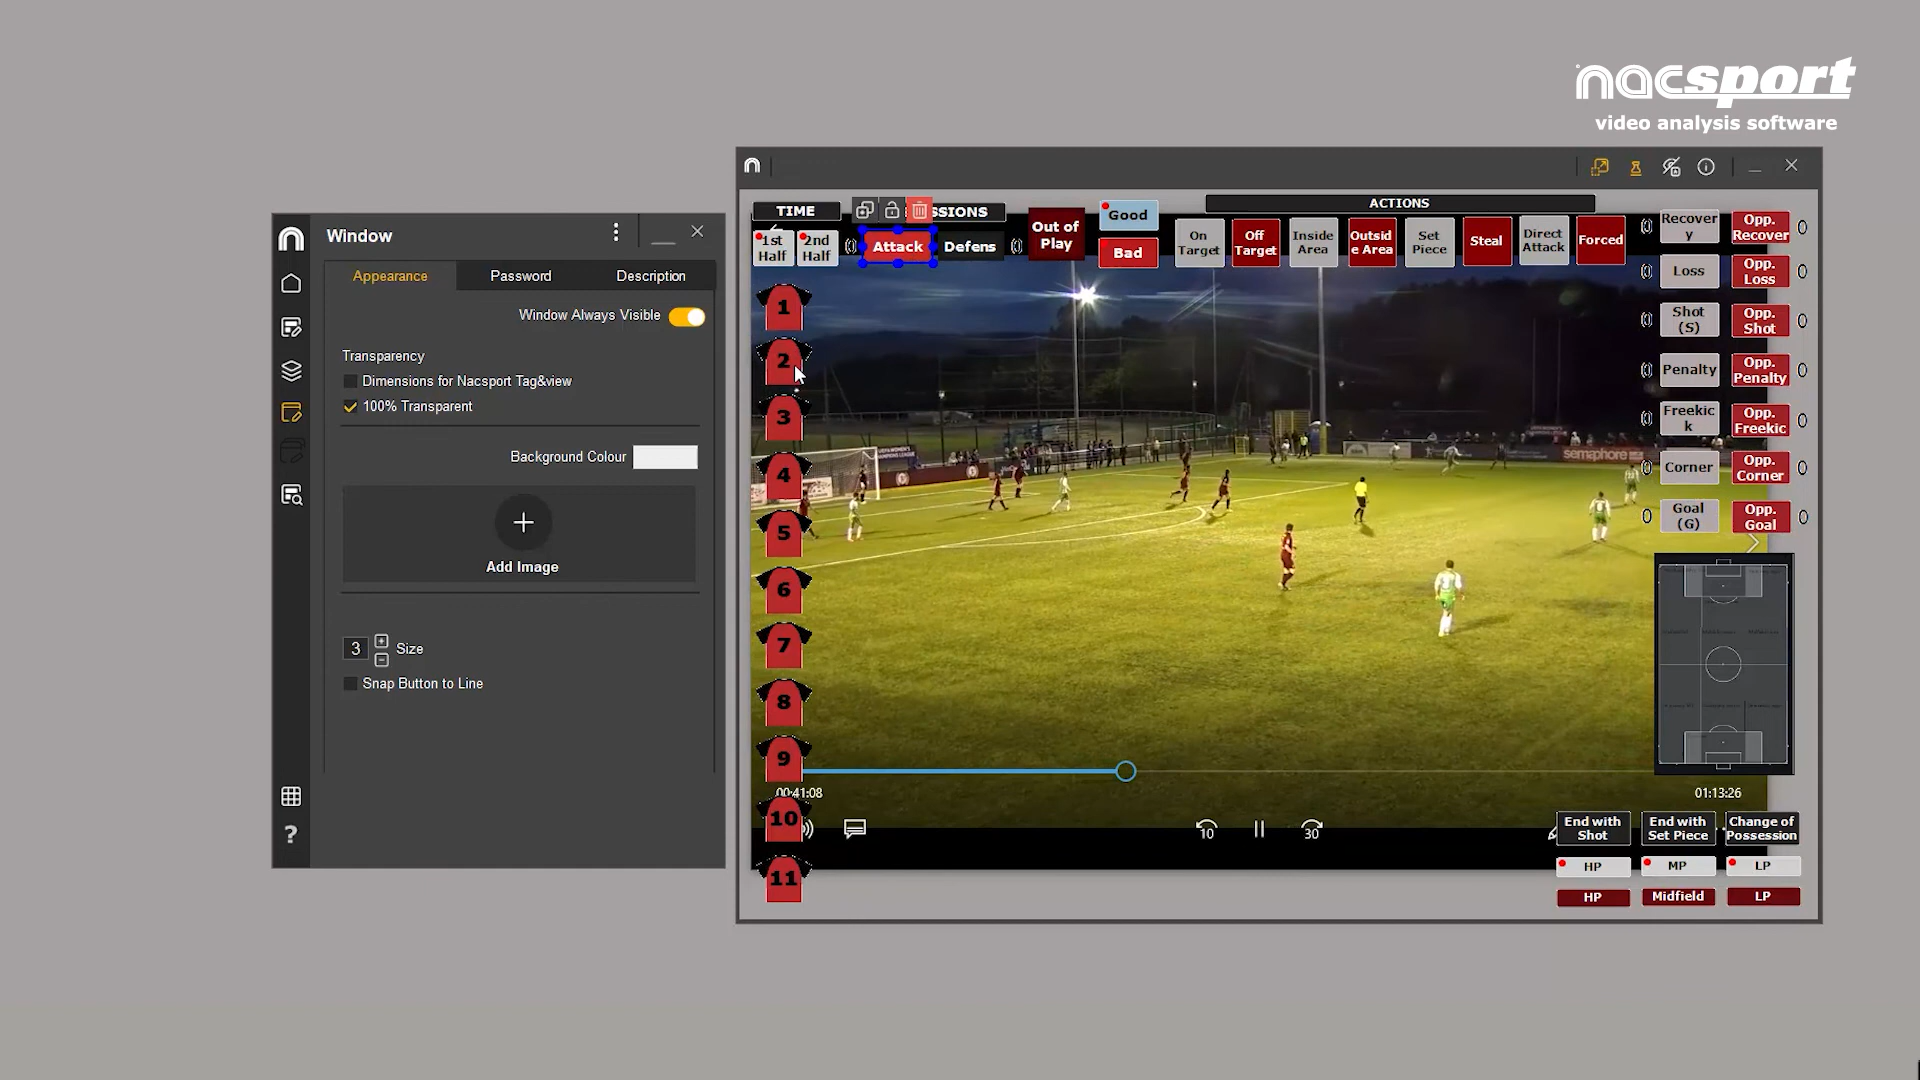 nacsport
video analysis software
Window
Appearance
Password
Description
Window Always Visible
Transparency
Dimensions for Nacsport Tag&view
100% Transparent
Background Colour
+
Add Image
3
Size
Snap Button to Line
?
TIME
SSIONS
ACTIONS
1st
Half
2nd
Half
Attack
Defens
Out of
Play
Good
Bad
On
Target
Off
Target
Inside
Area
Outsid
e Area
Set
Piece
Steal
Direct
Attack
Forced
Recover
y
Opp.
Recover
0
Loss
Opp.
Loss
0
Shot
(S)
Opp.
Shot
0
Penalty
Opp.
Penalty
0
Freekic
k
Opp.
Freekic
0
Corner
Opp.
Corner
0
0
Goal
(G)
Opp.
Goal
0
1
2
3
4
5
6
7
8
9
10
11
UEFA WOMEN'S
CHAMPIONS LEAGUE
semaphore
00:41:08
01:13:26
10
30
End with
Shot
End with
Set Piece
Change of
Possession
HP
MP
LP
HP
Midfield
LP